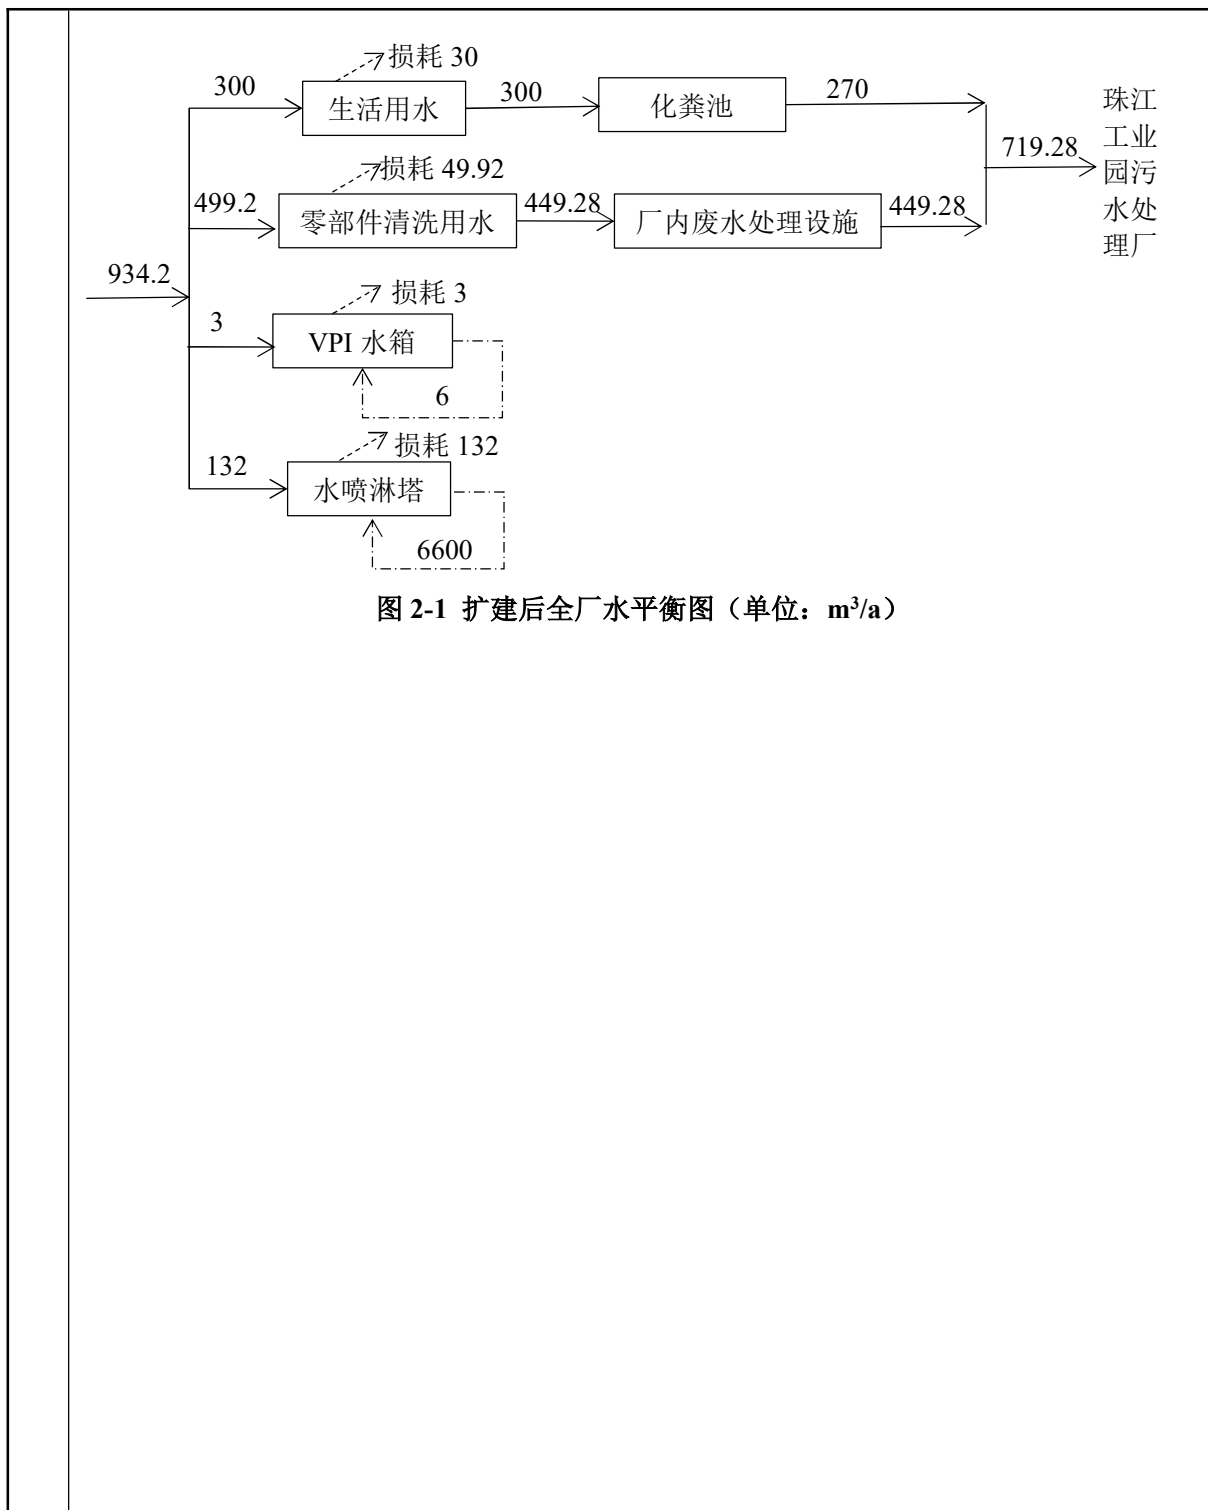 损耗 30
300
生活用水
300
化粪池
270
损耗 49.92
499.2
零部件清洗用水
449.28
厂内废水处理设施
449.28
719.28
珠江
工业
园污
水处
理厂
934.2
损耗 3
3
VPI 水箱
6
损耗 132
132
水喷淋塔
6600
图 2-1 扩建后全厂水平衡图（单位：m³/a）